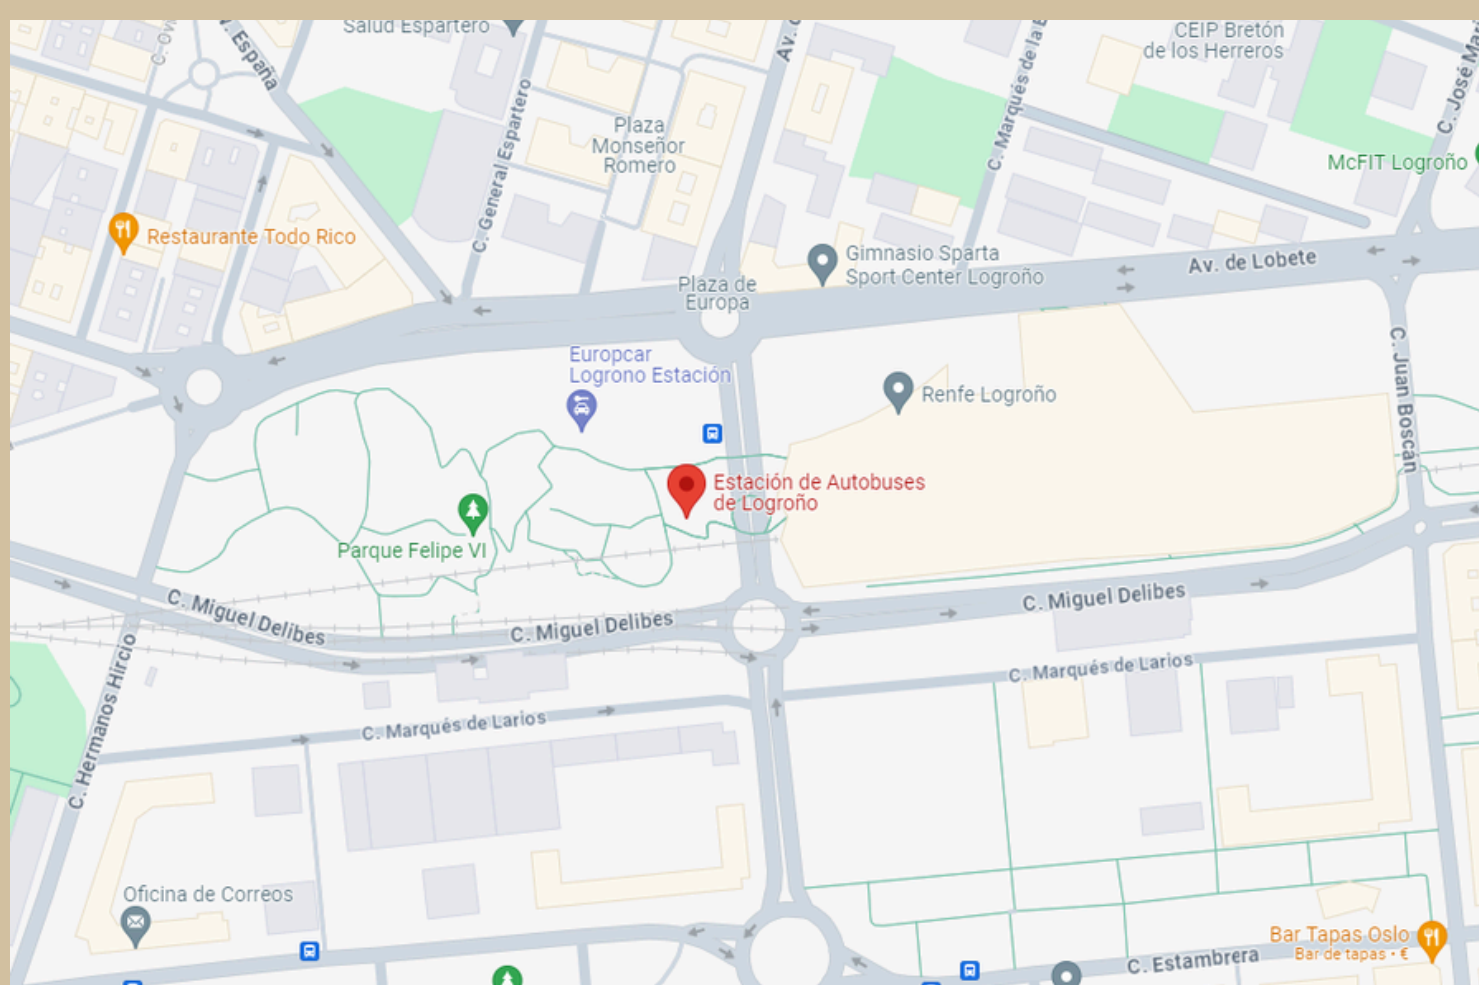 Salud Espartero
C. Ovi
V. España
Av. C
C. Marqués de la E
CEIP Bretón
de los Herreros
C. José Mar
Plaza
Monseñor
Romero
C. General Espartero
McFIT Logroño
Restaurante Todo Rico
Gimnasio Sparta
Sport Center Logroño
Av. de Lobete
Plaza de
Europa
Europcar
Logrono Estación
Renfe Logroño
C. Juan Boscán
Estación de Autobuses
de Logroño
Parque Felipe VI
C. Miguel Delibes
C. Miguel Delibes
C. Miguel Delibes
C. Hermanos Hircio
C. Marqués de Larios
C. Marqués de Larios
Oficina de Correos
Bar Tapas Oslo
Bar de tapas · €
C. Estambrera